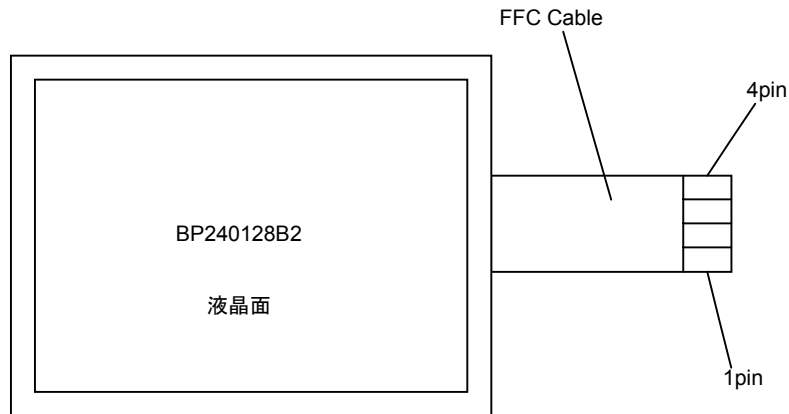 FFC Cable
4pin
BP240128B2
液晶面
1pin